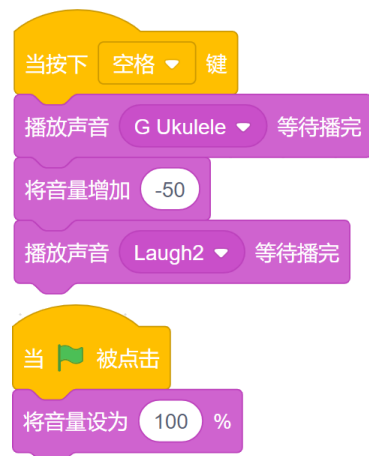 当按下 空格 键
播放声音 G Ukulele 等待播完
将音量增加 -50
播放声音 Laugh2 等待播完
当 被点击
将音量设为 100 %